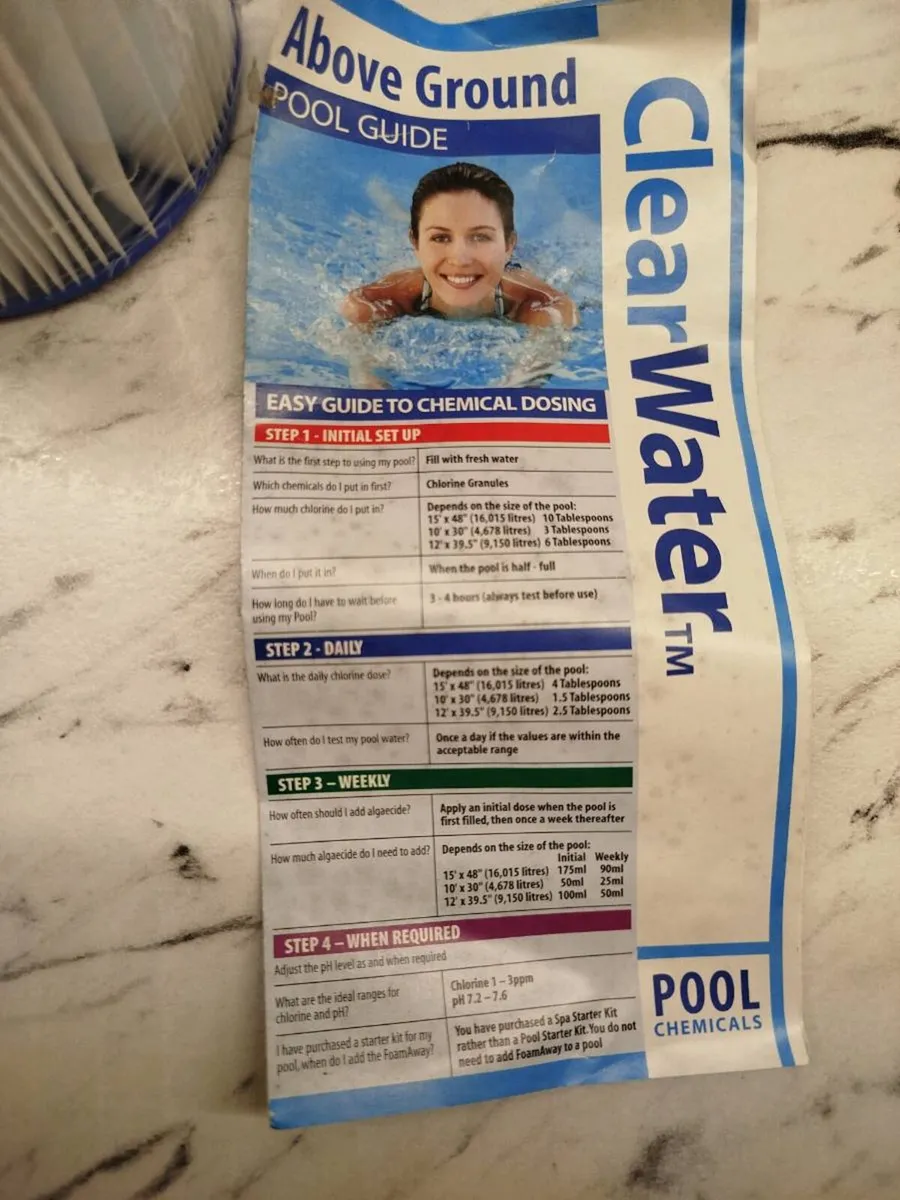 Above Ground
POOL GUIDE
ClearWater™
EASY GUIDE TO CHEMICAL DOSING
STEP 1 - INITIAL SET UP
What is the first step to using my pool? Fill with fresh water
Which chemicals do I put in first? Chlorine Granules
How much chlorine do I put in? Depends on the size of the pool:
15' x 48" (16,015 litres) 10 Tablespoons
10' x 30" (4,678 litres) 3 Tablespoons
12' x 39.5" (9,150 litres) 6 Tablespoons
When do I put it in? When the pool is half - full
How long do I have to wait before
using my Pool?
3 - 4 hours (always test before use)
STEP 2 - DAILY
What is the daily chlorine dose? Depends on the size of the pool:
15' x 48" (16,015 litres) 4 Tablespoons
10' x 30" (4,678 litres) 1.5 Tablespoons
12' x 39.5" (9,150 litres) 2.5 Tablespoons
How often do I test my pool water?
Once a day if the values are within the
acceptable range
STEP 3 – WEEKLY
How often should I add algaecide?
Apply an initial dose when the pool is
first filled, then once a week thereafter
How much algaecide do I need to add? Depends on the size of the pool:
Initial Weekly
15' x 48" (16,015 litres) 175ml 90ml
10' x 30" (4,678 litres) 50ml 25ml
12' x 39.5" (9,150 litres) 100ml 50ml
STEP 4 – WHEN REQUIRED
Adjust the pH level as and when required
What are the ideal ranges for
chlorine and pH?
Chlorine 1 – 3ppm
pH 7.2 – 7.6
I have purchased a starter kit for my
pool, when do I add the FoamAway?
You have purchased a Spa Starter Kit
rather than a Pool Starter Kit. You do not
need to add FoamAway to a pool
POOL
CHEMICALS